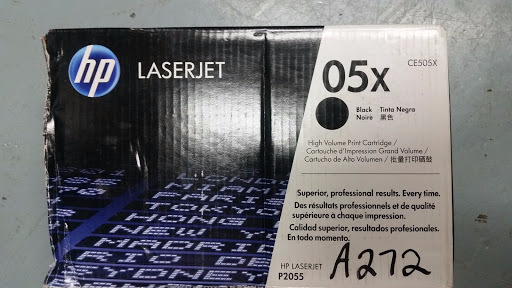 hp
LASERJET
05X
CE505X
Black Tinta Negra
Noire 黑色
High Volume Print Cartridge /
Cartouche d'Impression Grand Volume /
Cartucho de Alto Volumen / 批量打印硒鼓
Superior, professional results. Every time.
Des résultats professionnels et de qualité
supérieure à chaque impression.
Calidad superior, resultados profesionales.
En todo momento.
HP LASERJET
P2055
A272